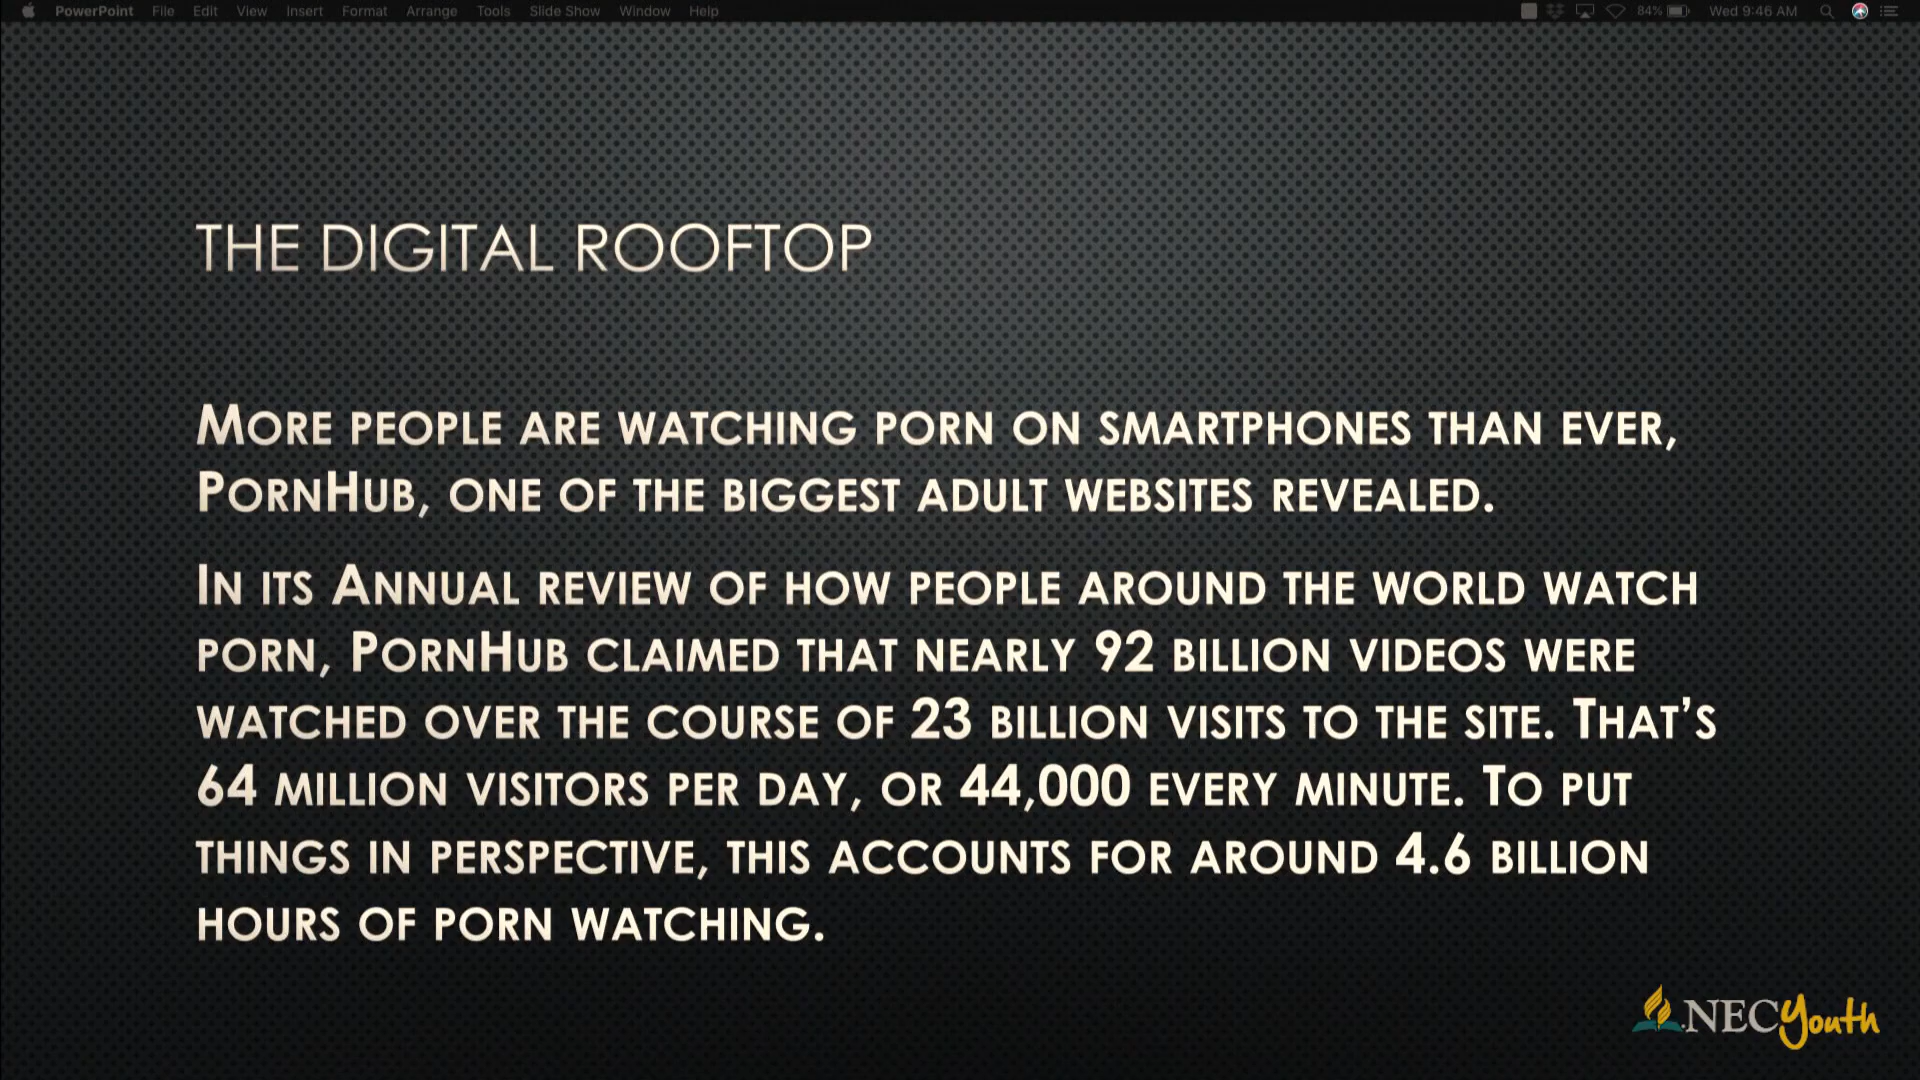 PowerPoint File Edit View Insert Format Arrange Tools Slide Show Window Help 84% Wed 9:46 AM
THE DIGITAL ROOFTOP
MORE PEOPLE ARE WATCHING PORN ON SMARTPHONES THAN EVER,
PORNHUB, ONE OF THE BIGGEST ADULT WEBSITES REVEALED.
IN ITS ANNUAL REVIEW OF HOW PEOPLE AROUND THE WORLD WATCH
PORN, PORNHUB CLAIMED THAT NEARLY 92 BILLION VIDEOS WERE
WATCHED OVER THE COURSE OF 23 BILLION VISITS TO THE SITE. THAT'S
64 MILLION VISITORS PER DAY, OR 44,000 EVERY MINUTE. TO PUT
THINGS IN PERSPECTIVE, THIS ACCOUNTS FOR AROUND 4.6 BILLION
HOURS OF PORN WATCHING.
NECYouth